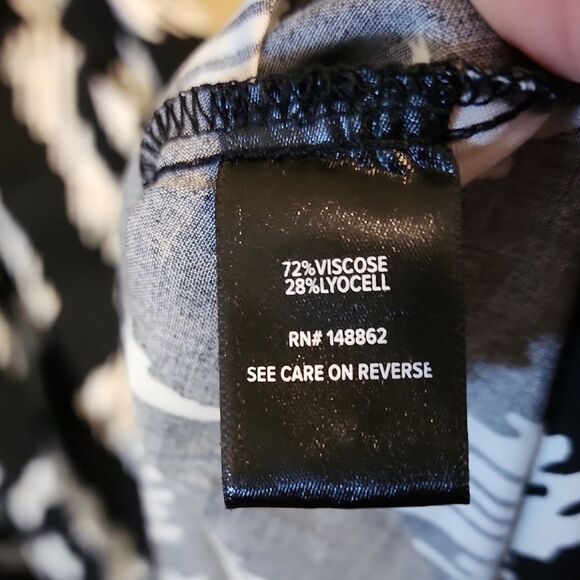 72%VISCOSE
28%LYOCELL
RN# 148862
SEE CARE ON REVERSE